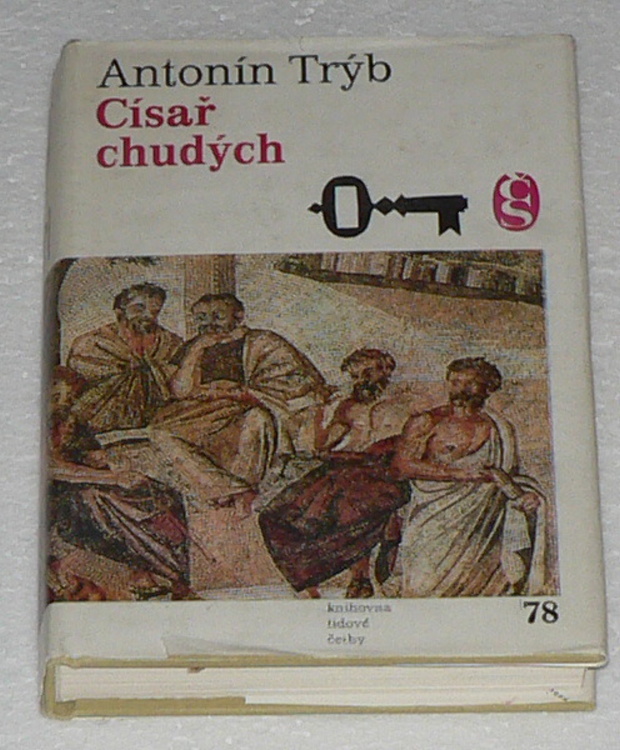 Antonín Trýb
Císař
chudých
ČS
knihovna
lidové
četby
78